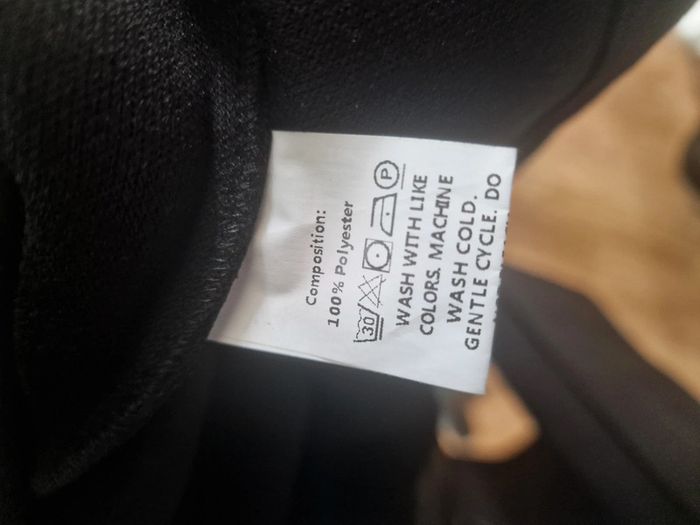 Composition:
100% Polyester
30 P
WASH WITH LIKE
COLORS. MACHINE
WASH COLD.
GENTLE CYCLE. DO